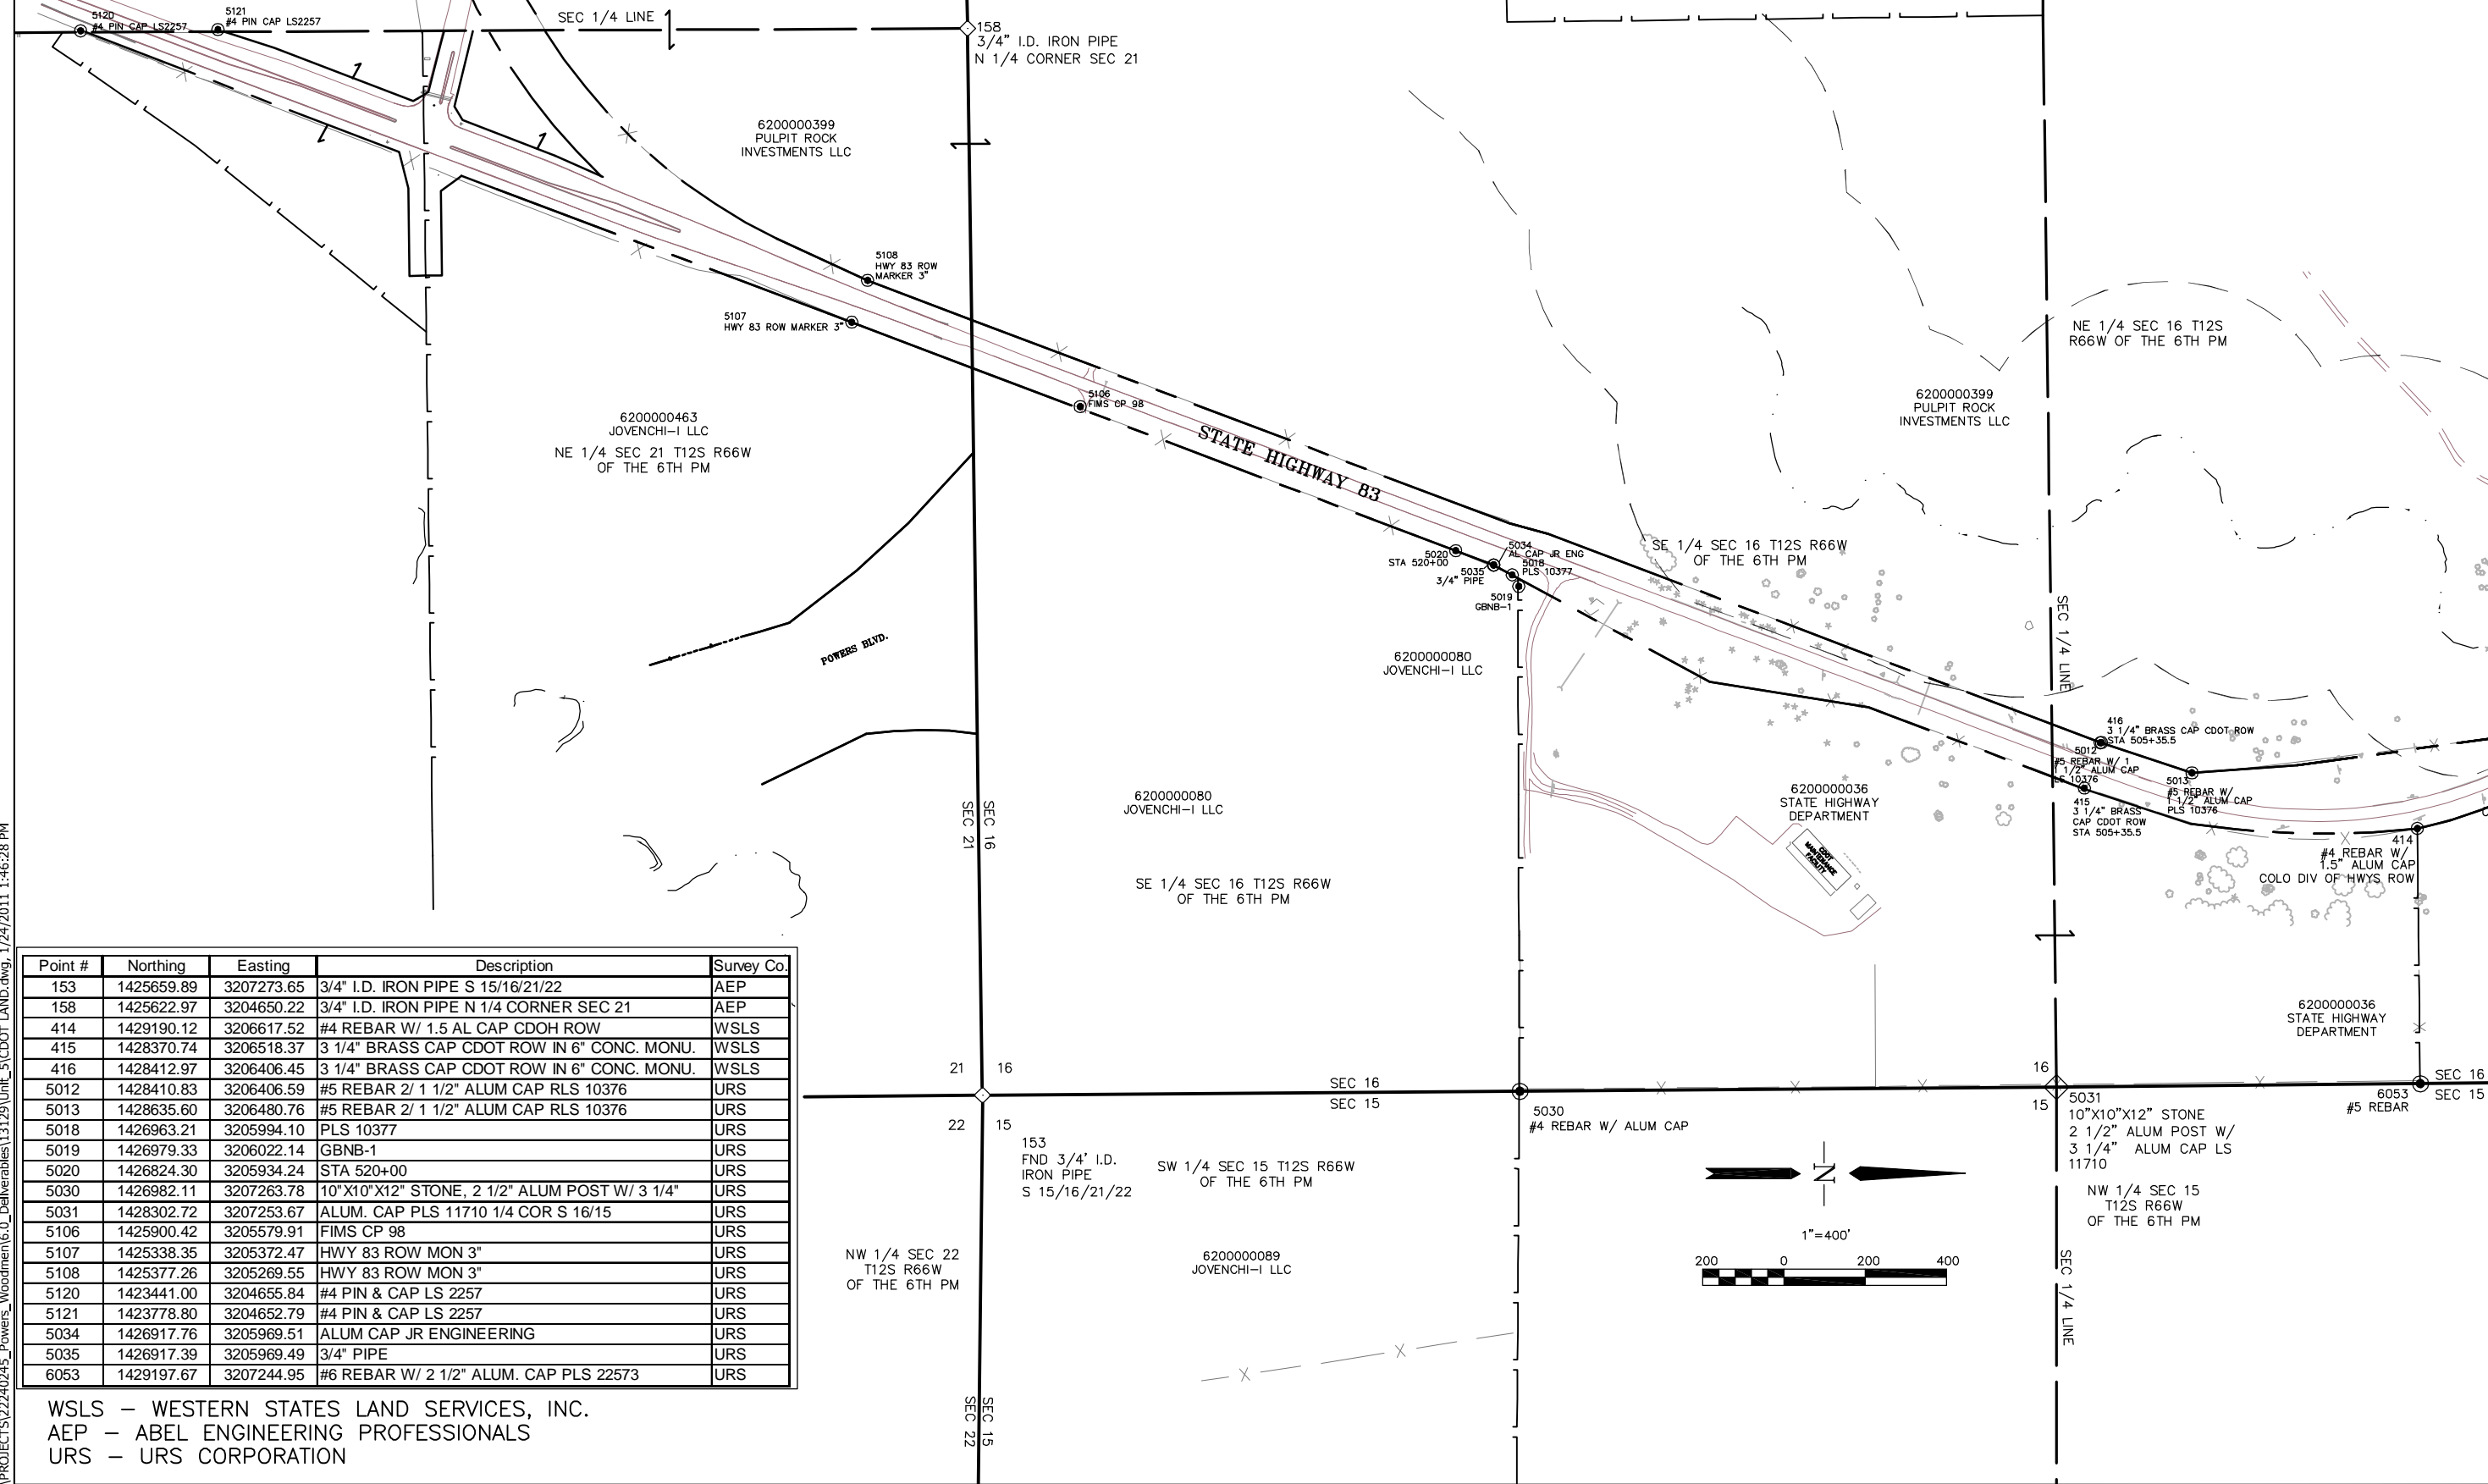 5120
#4 PIN CAP LS2257
5121
#4 PIN CAP LS2257
SEC 1/4 LINE
158
3/4" I.D. IRON PIPE
N 1/4 CORNER SEC 21
6200000399
PULPIT ROCK
INVESTMENTS LLC
5108
HWY 83 ROW
MARKER 3"
5107
HWY 83 ROW MARKER 3"
5106
FIMS CP 98
6200000463
JOVENCHI-I LLC
NE 1/4 SEC 21 T12S R66W
OF THE 6TH PM
STATE HIGHWAY 83
NE 1/4 SEC 16 T12S
R66W OF THE 6TH PM
6200000399
PULPIT ROCK
INVESTMENTS LLC
5020
STA 520+00
5034
AL CAP JR ENG
5018
PLS 10377
5035
3/4" PIPE
5019
GBNB-1
SE 1/4 SEC 16 T12S R66W
OF THE 6TH PM
SEC 1/4 LINE
POWERS BLVD.
6200000080
JOVENCHI-I LLC
416
3 1/4" BRASS CAP CDOT ROW
STA 505+35.5
5012
#5 REBAR W/ 1
1/2" ALUM CAP
LS 10376
5013
#5 REBAR W/
1 1/2" ALUM CAP
PLS 10376
415
3 1/4" BRASS
CAP CDOT ROW
STA 505+35.5
414
#4 REBAR W/
1.5" ALUM CAP
COLO DIV OF HWYS ROW
6200000080
JOVENCHI-I LLC
6200000036
STATE HIGHWAY
DEPARTMENT
CDOT
MAINTENANCE
FACILITY
SEC 21
SEC 16
SE 1/4 SEC 16 T12S R66W
OF THE 6TH PM
6200000036
STATE HIGHWAY
DEPARTMENT
Point # Northing Easting Description Survey Co.
153 1425659.89 3207273.65 3/4" I.D. IRON PIPE S 15/16/21/22 AEP
158 1425622.97 3204650.22 3/4" I.D. IRON PIPE N 1/4 CORNER SEC 21 AEP
414 1429190.12 3206617.52 #4 REBAR W/ 1.5 AL CAP CDOH ROW WSLS
415 1428370.74 3206518.37 3 1/4" BRASS CAP CDOT ROW IN 6" CONC. MONU. WSLS
416 1428412.97 3206406.45 3 1/4" BRASS CAP CDOT ROW IN 6" CONC. MONU. WSLS
5012 1428410.83 3206406.59 #5 REBAR 2/ 1 1/2" ALUM CAP RLS 10376 URS
5013 1428635.60 3206480.76 #5 REBAR 2/ 1 1/2" ALUM CAP RLS 10376 URS
5018 1426963.21 3205994.10 PLS 10377 URS
5019 1426979.33 3206022.14 GBNB-1 URS
5020 1426824.30 3205934.24 STA 520+00 URS
5030 1426982.11 3207263.78 10"X10"X12" STONE, 2 1/2" ALUM POST W/ 3 1/4" URS
5031 1428302.72 3207253.67 ALUM. CAP PLS 11710 1/4 COR S 16/15 URS
5106 1425900.42 3205579.91 FIMS CP 98 URS
5107 1425338.35 3205372.47 HWY 83 ROW MON 3" URS
5108 1425377.26 3205269.55 HWY 83 ROW MON 3" URS
5120 1423441.00 3204655.84 #4 PIN & CAP LS 2257 URS
5121 1423778.80 3204652.79 #4 PIN & CAP LS 2257 URS
5034 1426917.76 3205969.51 ALUM CAP JR ENGINEERING URS
5035 1426917.39 3205969.49 3/4" PIPE URS
6053 1429197.67 3207244.95 #6 REBAR W/ 2 1/2" ALUM. CAP PLS 22573 URS
21 16
22 15
SEC 16
SEC 15
16
15
SEC 16
SEC 15
6053
#5 REBAR
5030
#4 REBAR W/ ALUM CAP
5031
10"X10"X12" STONE
2 1/2" ALUM POST W/
3 1/4" ALUM CAP LS
11710
153
FND 3/4' I.D.
IRON PIPE
S 15/16/21/22
SW 1/4 SEC 15 T12S R66W
OF THE 6TH PM
N
NW 1/4 SEC 15
T12S R66W
OF THE 6TH PM
1"=400'
200 0 200 400
NW 1/4 SEC 22
T12S R66W
OF THE 6TH PM
6200000089
JOVENCHI-I LLC
SEC 1/4 LINE
SEC 22
SEC 15
WSLS - WESTERN STATES LAND SERVICES, INC.
AEP - ABEL ENGINEERING PROFESSIONALS
URS - URS CORPORATION
\PROJECTS\22240245_Powers_Woodmen\6.0_Deliverables\13129\Unit_5\CDOT LAND.dwg, 1/24/2011 1:46:28 PM